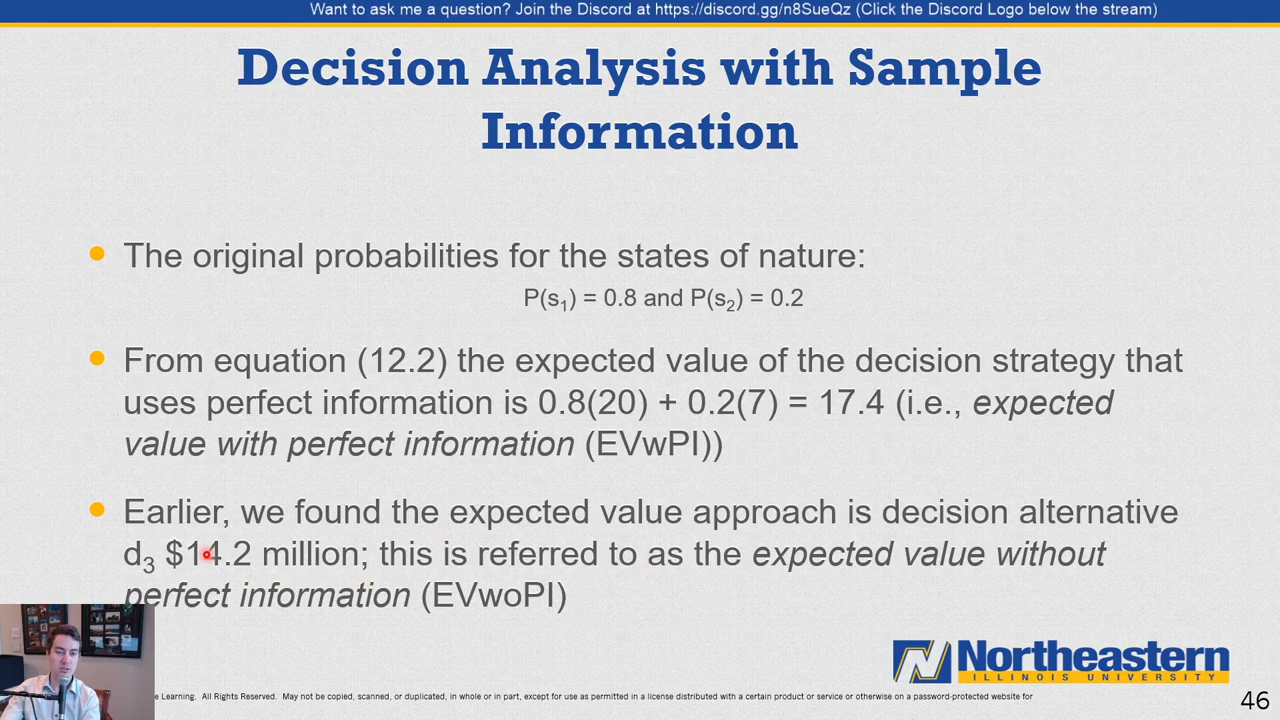 Want to ask me a question? Join the Discord at https://discord.gg/n8SueQz (Click the Discord Logo below the stream)
Decision Analysis with Sample
Information
● The original probabilities for the states of nature:
P(s₁) = 0.8 and P(s₂) = 0.2
● From equation (12.2) the expected value of the decision strategy that
uses perfect information is 0.8(20) + 0.2(7) = 17.4 (i.e., expected
value with perfect information (EVwPI))
● Earlier, we found the expected value approach is decision alternative
d₃ $14.2 million; this is referred to as the expected value without
perfect information (EVwoPI)
N Northeastern
ILLINOIS UNIVERSITY
Learning. All Rights Reserved. May not be copied, scanned, or duplicated, in whole or in part, except for use as permitted in a license distributed with a certain product or service or otherwise on a password-protected website for
46